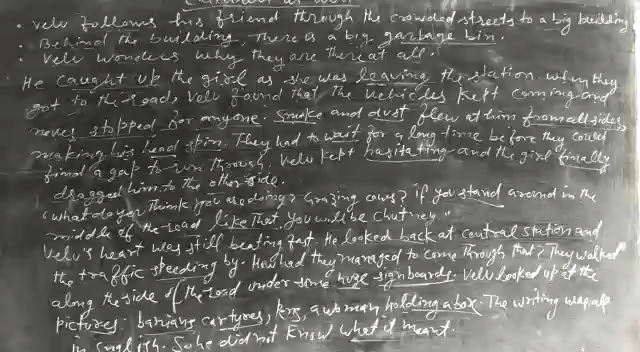 velu follows his friend through the crowded streets to a big building
. Behind the building, There is a big garbage bin.
. velu wonders why they are there at all.
He caught up the girl as she was leaving the station. when they
got to the road, velu found that The vehicles kept coming and
never stopped for anyone. Smoke and dust flew at him from all sides,
making his head spin. They had to wait for a long time before they could
find a gap to run through. velu kept hasitating and the girl finally
dragged him to the other side.
"what do you think you are doing? Grazing cows? if you stand around in the
middle of the road like that you will be chutney."
Velu's heart was still beating fast. He looked back at central station and
the traffic speeding by. How had they managed to come through that? They walked
along the side of the road under some huge signboards. velu looked up at the
pictures: banians, car tyres, pens, a woman holding a box. The writing was all
in English. So he did not know what it meant.